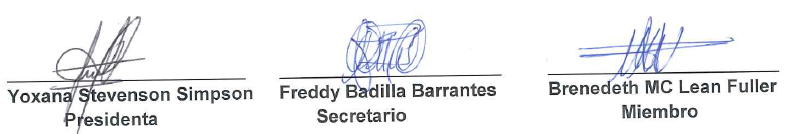 Yoxana Stevenson Simpson
Presidenta
Freddy Badilla Barrantes
Secretario
Brenedeth MC Lean Fuller
Miembro